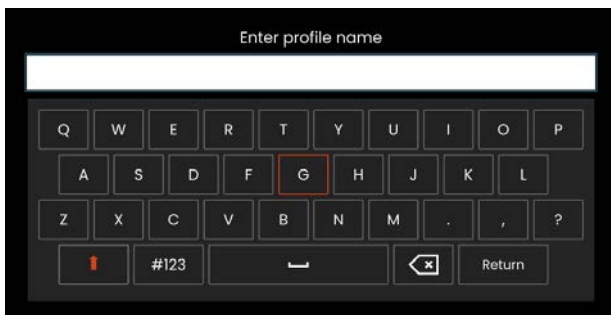 Enter profile name
Q W E R T Y U I O P
A S D F G H J K L
Z X C V B N M . , ?
#123 Return